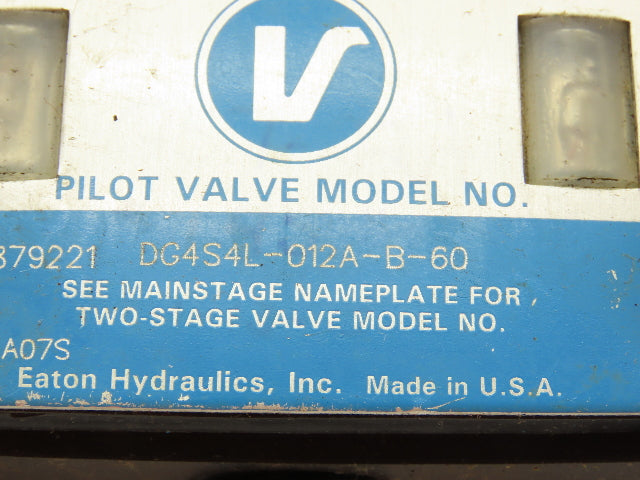 V
PILOT VALVE MODEL NO.
879221 DG4S4L-012A-B-60
SEE MAINSTAGE NAMEPLATE FOR
TWO-STAGE VALVE MODEL NO.
A07S
Eaton Hydraulics, Inc. Made in U.S.A.